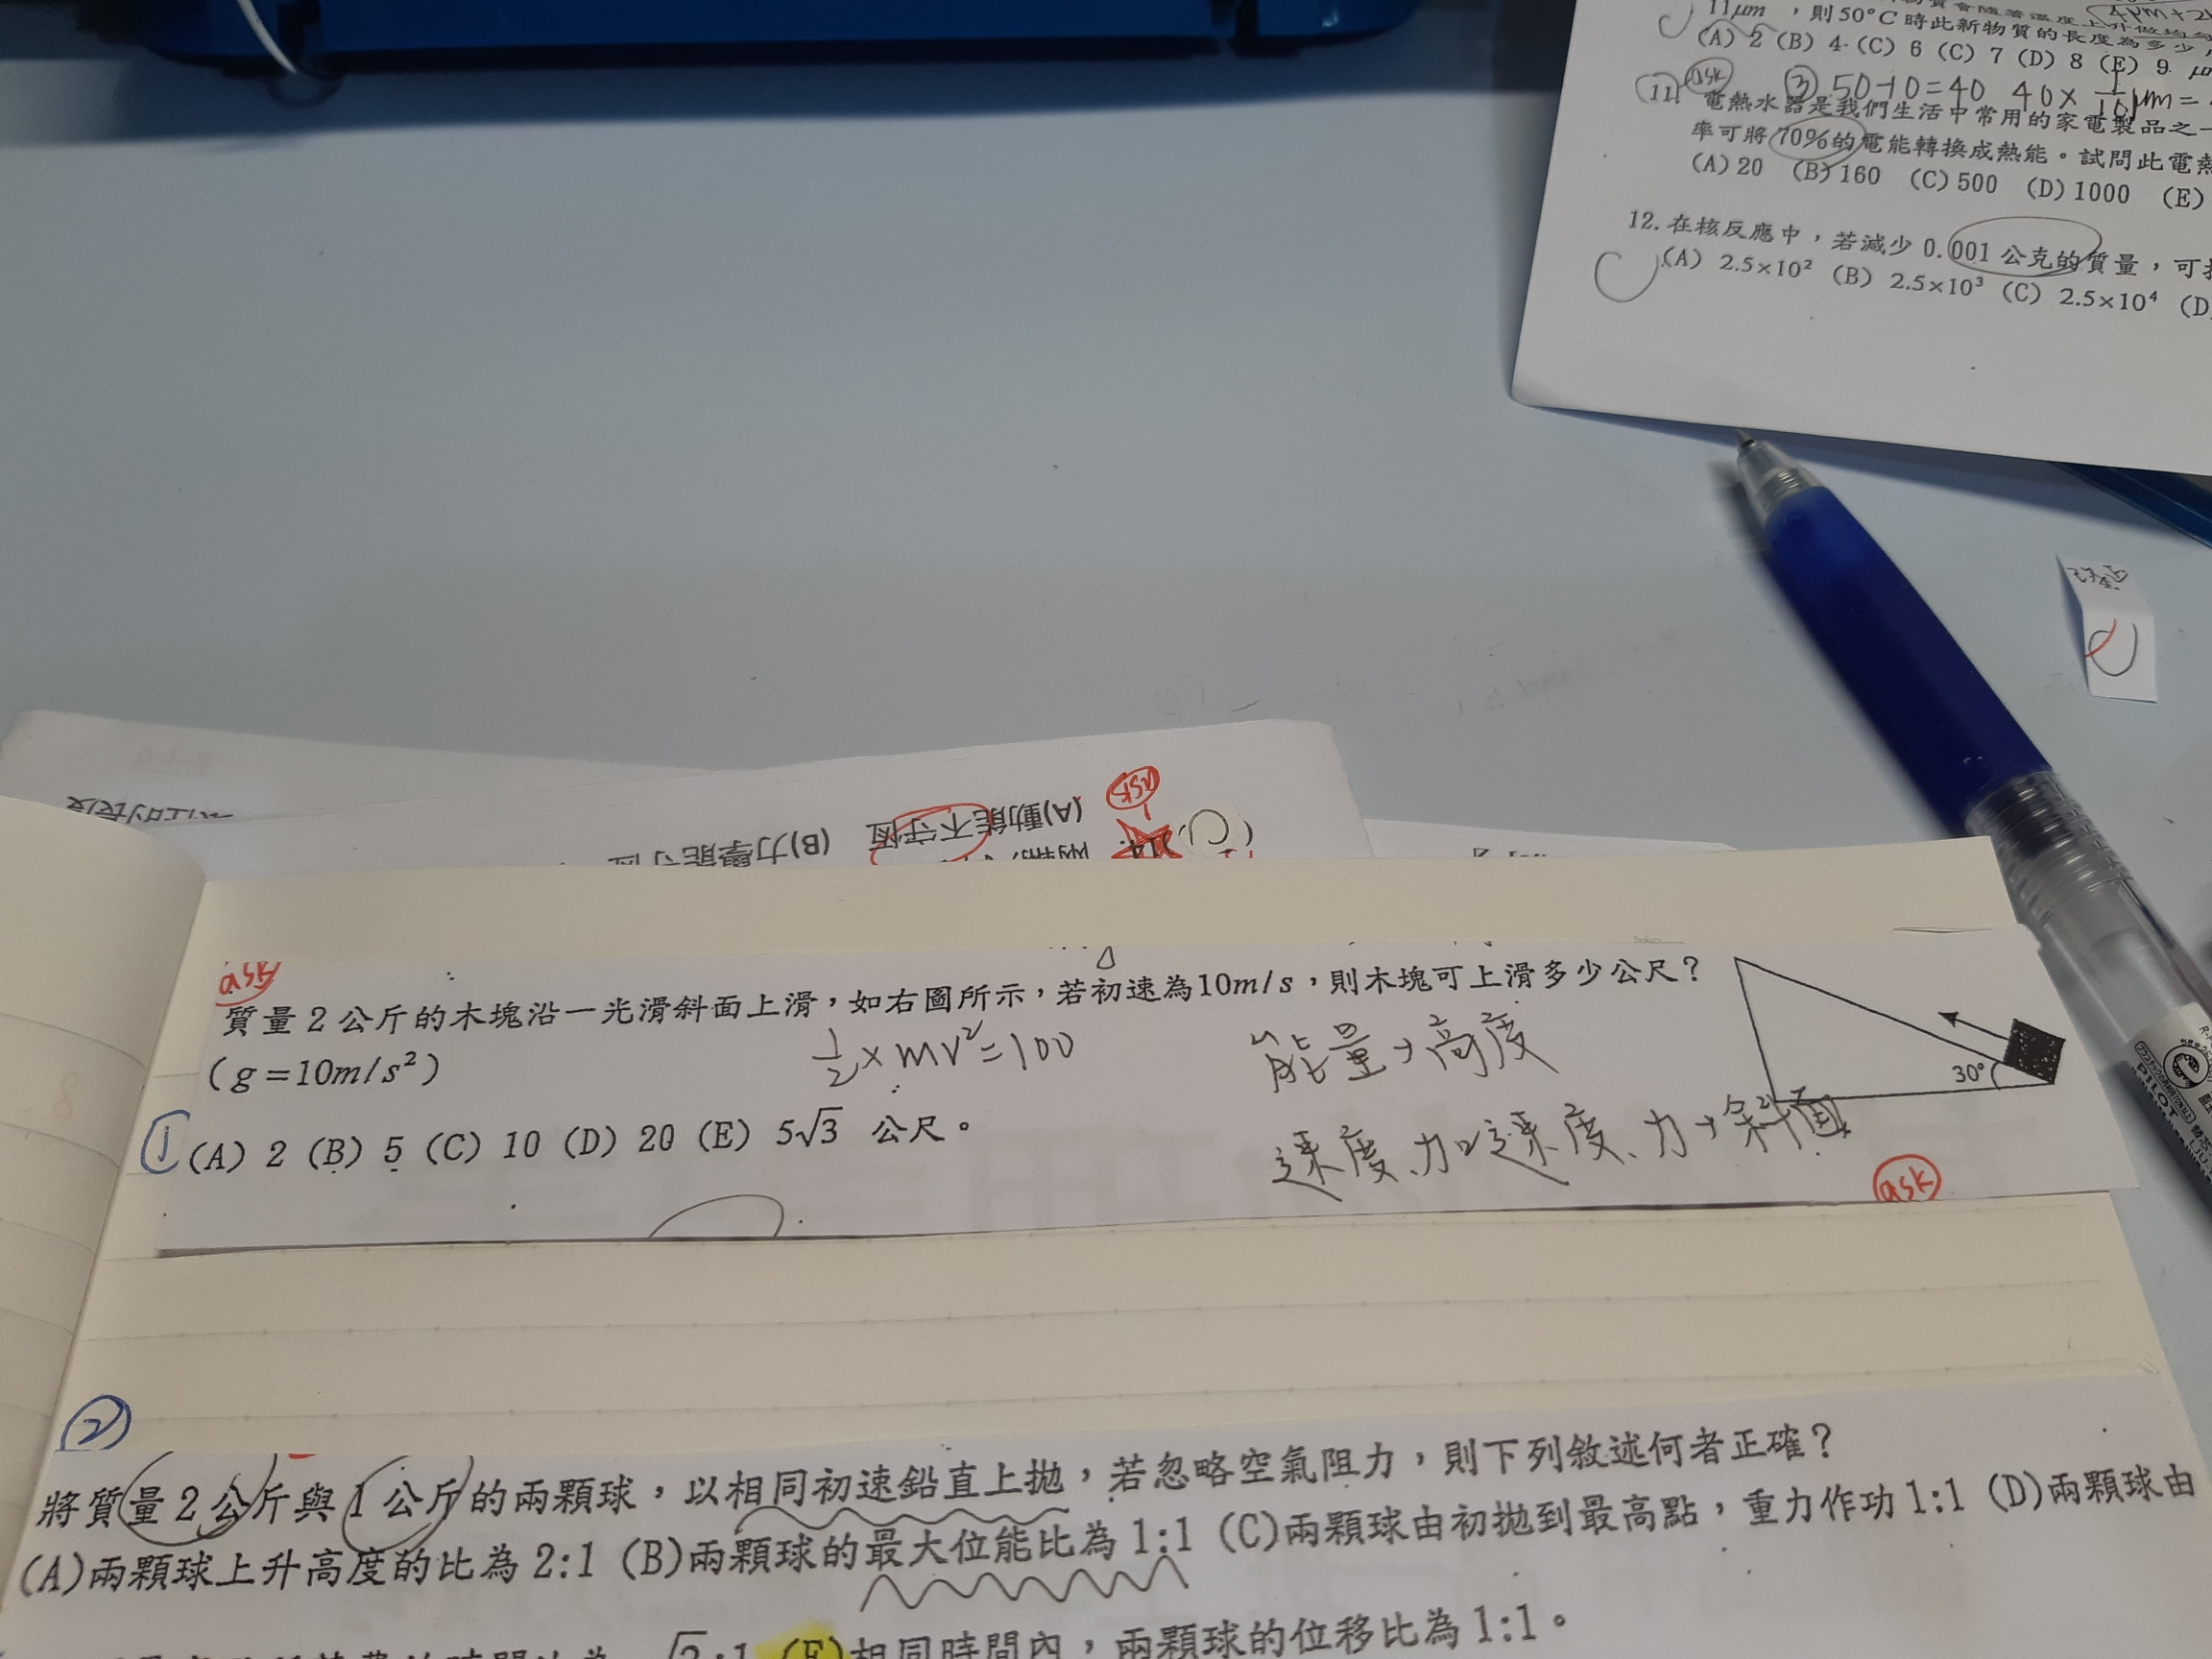 11μm ，則50°C時此新物質的長度為多少
(A) 2 (B) 4 (C) 6 (C) 7 (D) 8 (E) 9 μm
ask ③ 50-10=40 40×1/10μm=
11. 電熱水器是我們生活中常用的家電製品之一
率可將70%的電能轉換成熱能。試問此電熱
(A)20 (B)160 (C)500 (D)1000 (E)
12.在核反應中，若減少0.001公克的質量，可
(A) 2.5×10² (B) 2.5×10³ (C) 2.5×10⁴ (D
ask
(A)動能不守恆 (B)力學能守恆
ask
質量2公斤的木塊沿一光滑斜面上滑，如右圖所示，若初速為10m/s，則木塊可上滑多少公尺？
(g=10m/s²)
½×mv²=100
能量→高度
30°
① (A) 2 (B) 5 (C) 10 (D) 20 (E) 5√3 公尺。
速度、加速度、力→斜面
ask
PILOT
②
將質量2公斤與1公斤的兩顆球，以相同初速鉛直上拋，若忽略空氣阻力，則下列敘述何者正確？
(A)兩顆球上升高度的比為2:1 (B)兩顆球的最大位能比為1:1 (C)兩顆球由初拋到最高點，重力作功1:1 (D)兩顆球由
√2:1 (E)相同時間內，兩顆球的位移比為1:1。